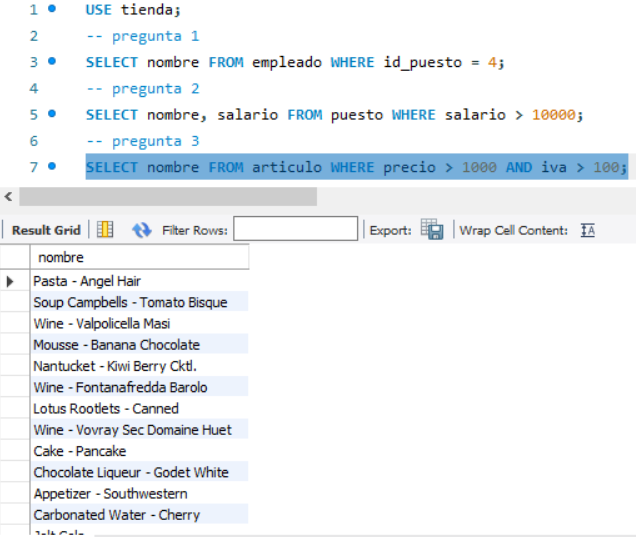 1 USE tienda;
2 -- pregunta 1
3 SELECT nombre FROM empleado WHERE id_puesto = 4;
4 -- pregunta 2
5 SELECT nombre, salario FROM puesto WHERE salario > 10000;
6 -- pregunta 3
7 SELECT nombre FROM articulo WHERE precio > 1000 AND iva > 100;
Result Grid Filter Rows: Export: Wrap Cell Content: IA
nombre
Pasta - Angel Hair
Soup Campbells - Tomato Bisque
Wine - Valpolicella Masi
Mousse - Banana Chocolate
Nantucket - Kiwi Berry Cktl.
Wine - Fontanafredda Barolo
Lotus Rootlets - Canned
Wine - Vovray Sec Domaine Huet
Cake - Pancake
Chocolate Liqueur - Godet White
Appetizer - Southwestern
Carbonated Water - Cherry